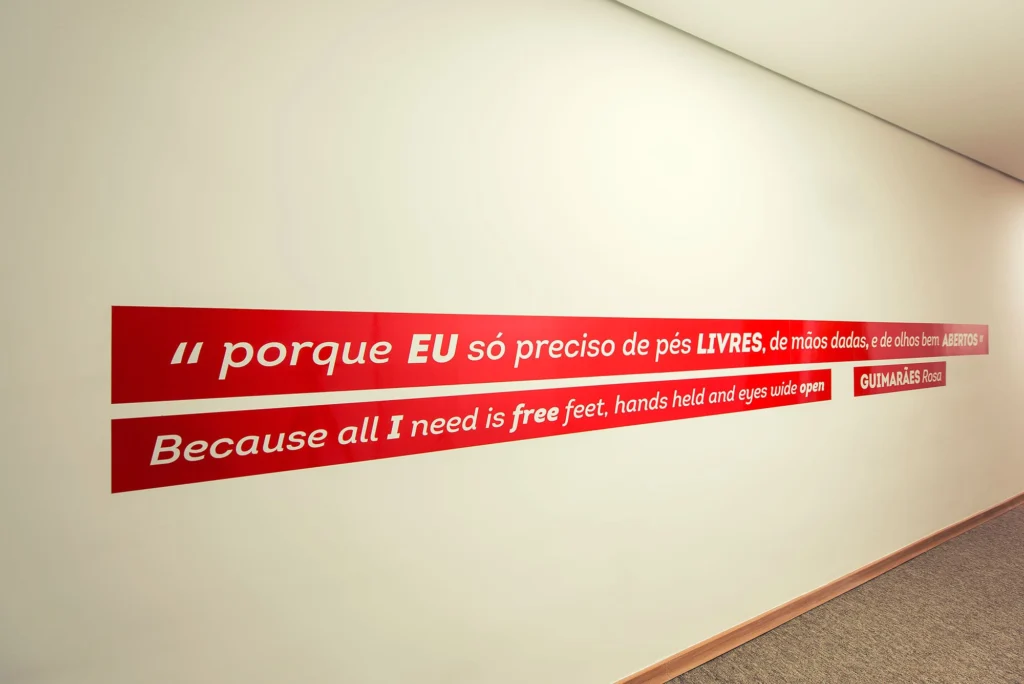 “ porque EU só preciso de pés LIVRES, de mãos dadas, e de olhos bem ABERTOS ”
Because all I need is free feet, hands held and eyes wide open
GUIMARÃES Rosa